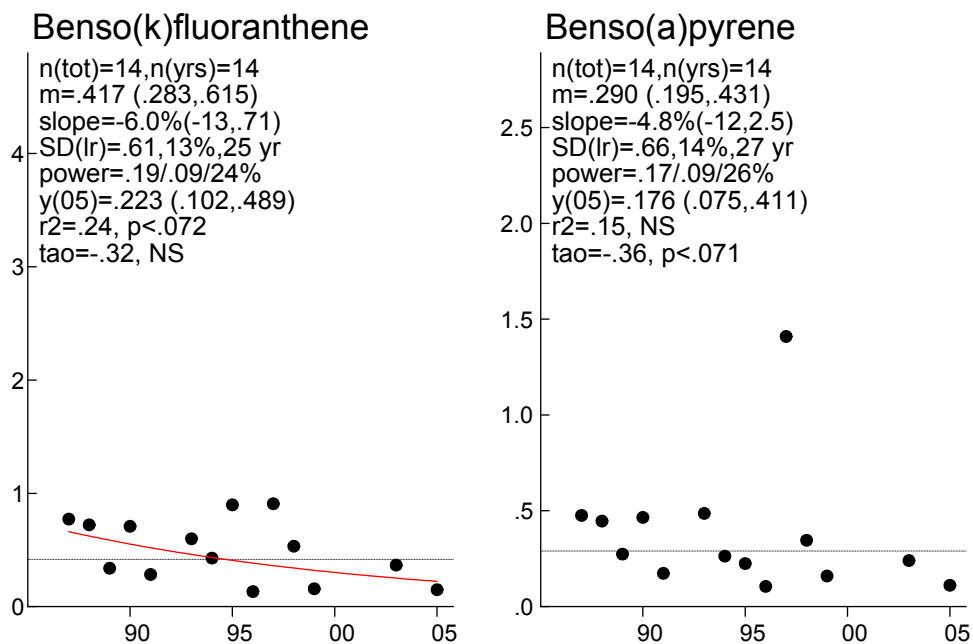 Benso(k)fluoranthene
n(tot)=14,n(yrs)=14
m=.417 (.283,.615)
slope=-6.0%(-13,.71)
SD(lr)=.61,13%,25 yr
power=.19/.09/24%
y(05)=.223 (.102,.489)
r2=.24, p<.072
tao=-.32, NS
4
3
2
1
0
90 95 00 05
Benso(a)pyrene
n(tot)=14,n(yrs)=14
m=.290 (.195,.431)
slope=-4.8%(-12,2.5)
SD(lr)=.66,14%,27 yr
power=.17/.09/26%
y(05)=.176 (.075,.411)
r2=.15, NS
tao=-.36, p<.071
2.5
2.0
1.5
1.0
.5
.0
90 95 00 05